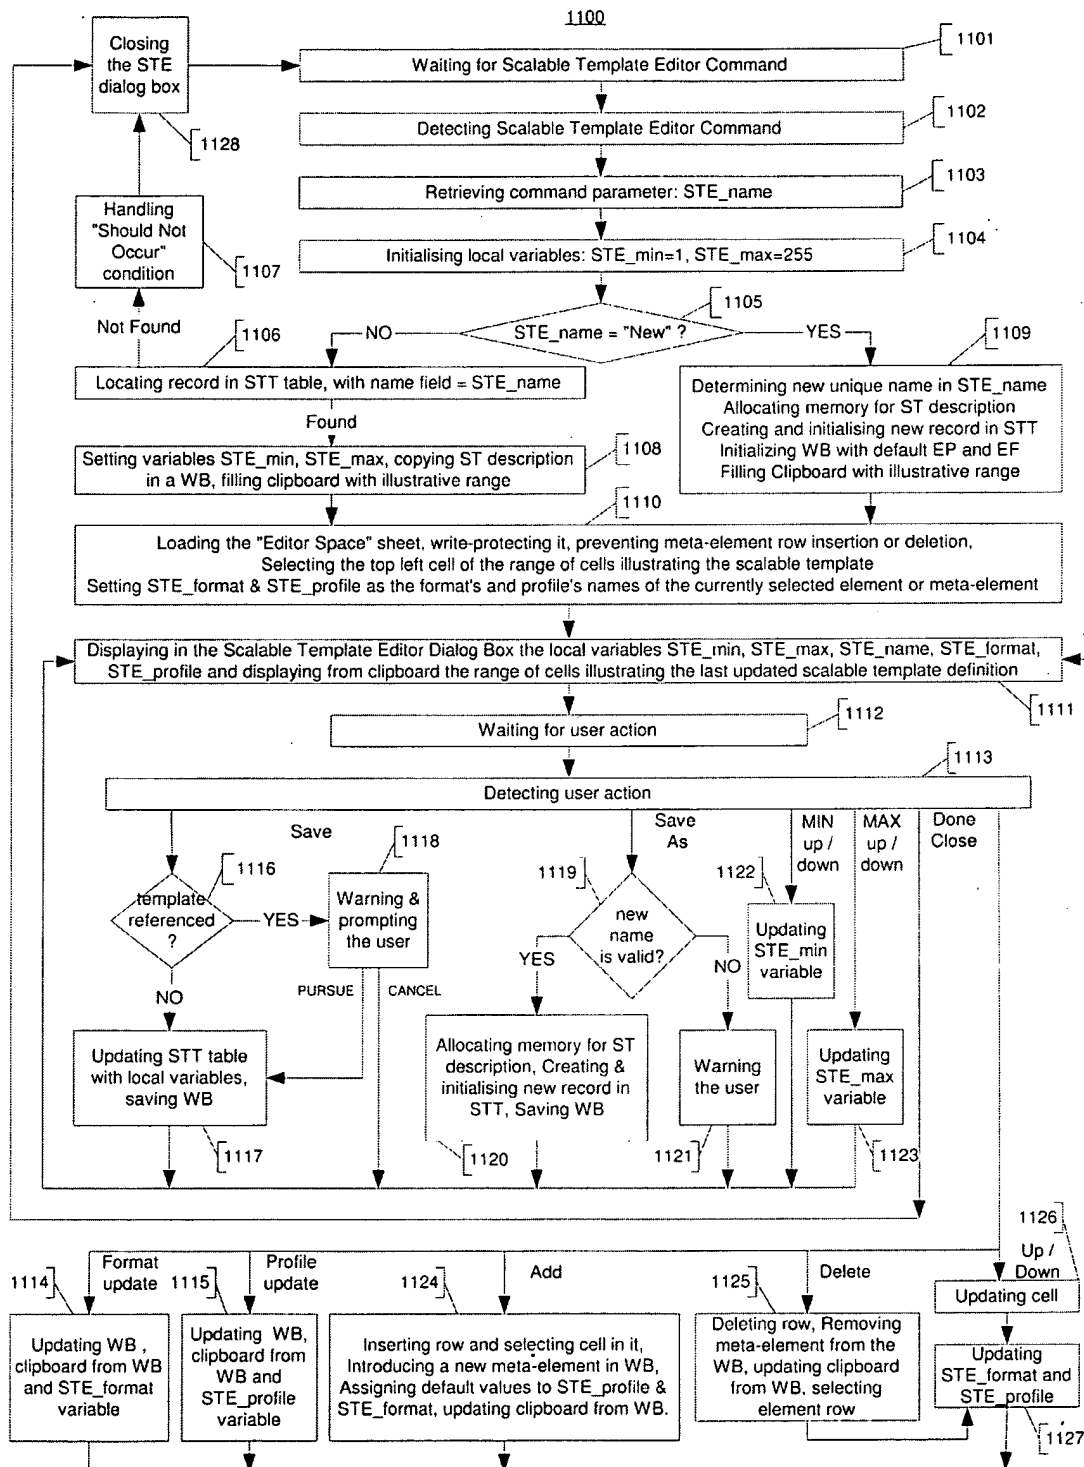 1100
Closing
the STE
dialog box
1128
Waiting for Scalable Template Editor Command
1101
Detecting Scalable Template Editor Command
1102
Retrieving command parameter: STE_name
1103
Initialising local variables: STE_min=1, STE_max=255
1104
Handling
"Should Not
Occur"
condition
1107
Not Found
1106
NO
STE_name = "New" ?
1105
YES
1109
Locating record in STT table, with name field = STE_name
Found
Determining new unique name in STE_name
Allocating memory for ST description
Creating and initialising new record in STT
Initializing WB with default EP and EF
Filling Clipboard with illustrative range
Setting variables STE_min, STE_max, copying ST description
in a WB, filling clipboard with illustrative range
1108
1110
Loading the "Editor Space" sheet, write-protecting it, preventing meta-element row insertion or deletion,
Selecting the top left cell of the range of cells illustrating the scalable template
Setting STE_format & STE_profile as the format's and profile's names of the currently selected element or meta-element
Displaying in the Scalable Template Editor Dialog Box the local variables STE_min, STE_max, STE_name, STE_format,
STE_profile and displaying from clipboard the range of cells illustrating the last updated scalable template definition
1111
Waiting for user action
1112
Detecting user action
1113
Save
Save
As
MIN
up /
down
MAX
up /
down
Done
Close
1116
template
referenced
?
YES
NO
1118
Warning &
prompting
the user
PURSUE
CANCEL
1119
new
name
is valid?
YES
NO
1122
Updating
STE_min
variable
Updating STT table
with local variables,
saving WB
1117
Allocating memory for ST
description, Creating &
initialising new record in
STT, Saving WB
1120
Warning
the user
1121
Updating
STE_max
variable
1123
1114
Format
update
1115
Profile
update
1124
Add
1125
Delete
1126
Up /
Down
Updating WB ,
clipboard from WB
and STE_format
variable
Updating WB,
clipboard from
WB and
STE_profile
variable
Inserting row and selecting cell in it,
Introducing a new meta-element in WB,
Assigning default values to STE_profile &
STE_format, updating clipboard from WB.
Deleting row, Removing
meta-element from the
WB, updating clipboard
from WB, selecting
element row
Updating cell
Updating
STE_format and
STE_profile
1127